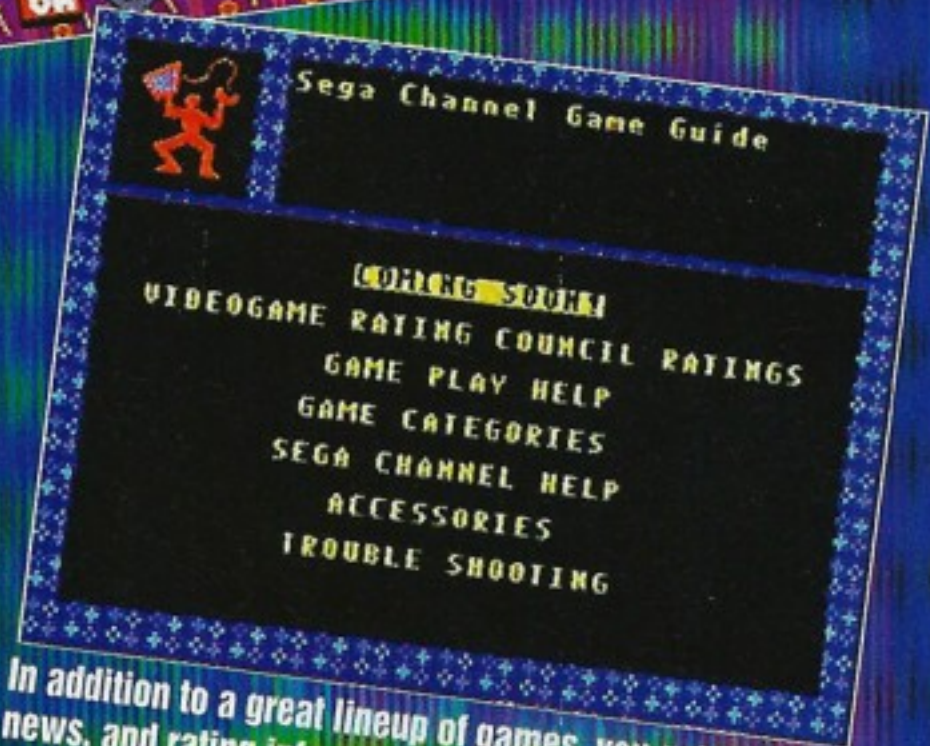 Sega Channel Game Guide
COMING SOON!
VIDEOGAME RATING COUNCIL RATINGS
GAME PLAY HELP
GAME CATEGORIES
SEGA CHANNEL HELP
ACCESSORIES
TROUBLE SHOOTING
In addition to a great lineup of games,
news, and rating